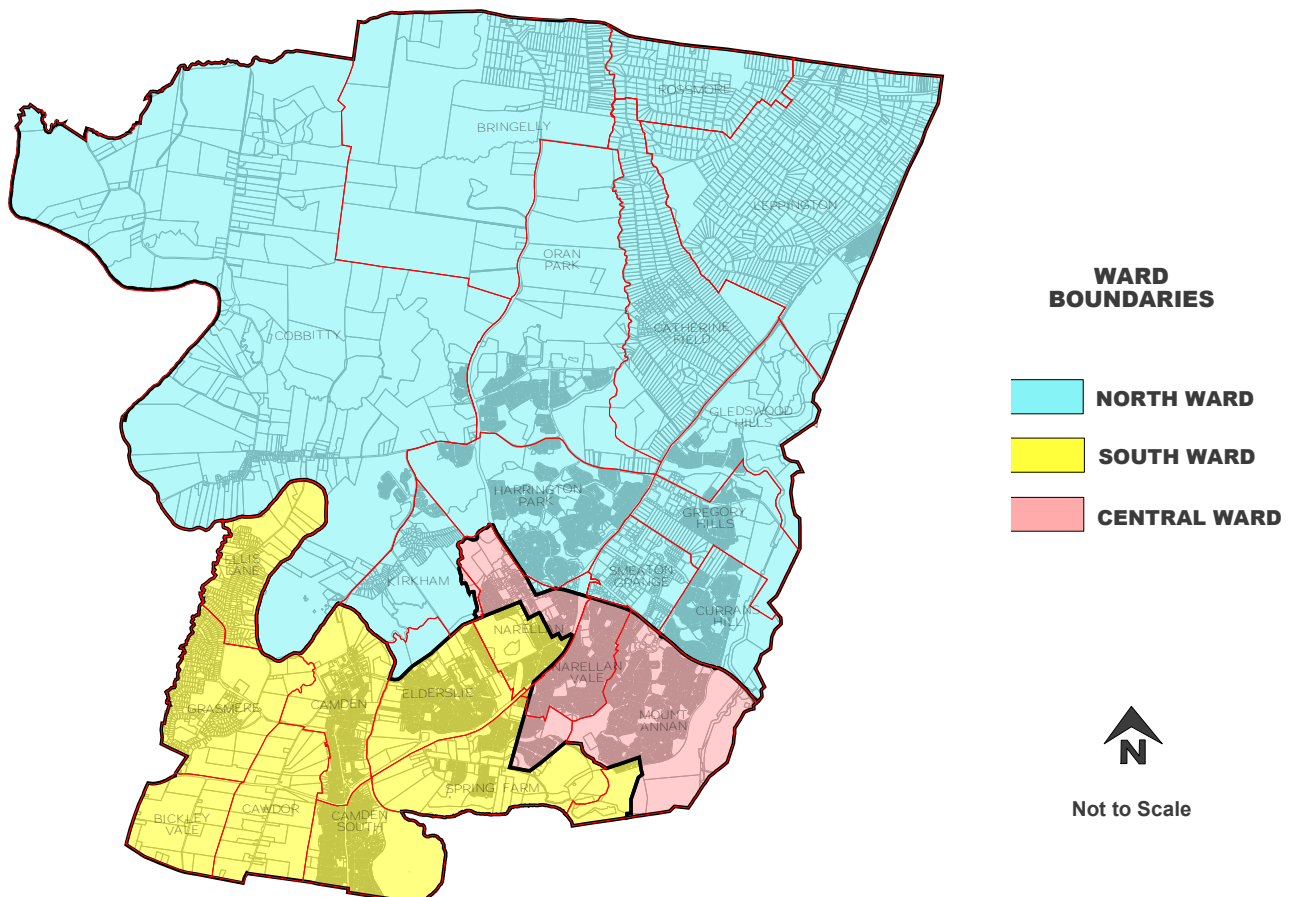 ROSSMORE
BRINGELLY
LEPPINGTON
ORAN
PARK
WARD
BOUNDARIES
CATHERINE
FIELD
COBBITTY
NORTH WARD
GLEDSWOOD
HILLS
SOUTH WARD
HARRINGTON
PARK
GREGORY
HILLS
CENTRAL WARD
ELLIS
LANE
KIRKHAM
SMEATON
GRANGE
CURRANS
HILL
NARELLAN
NARELLAN
VALE
ELDERSLIE
GRASMERE
CAMDEN
MOUNT
ANNAN
N
SPRING FARM
CAWDOR
BICKLEY
VALE
CAMDEN
SOUTH
Not to Scale